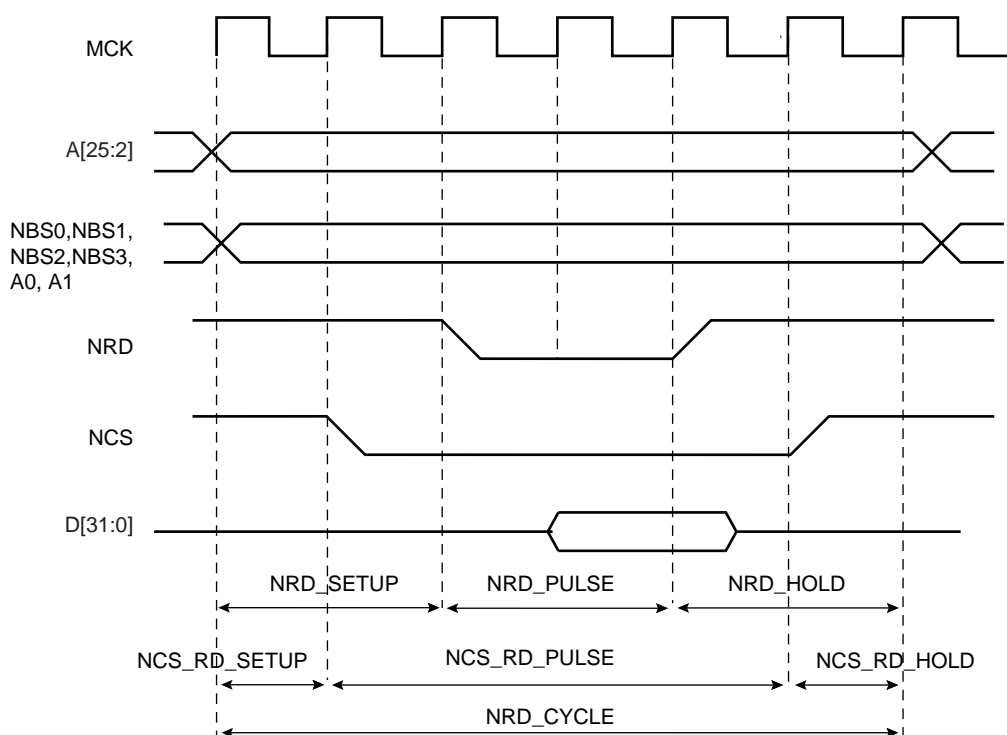 MCK
A[25:2]
NBS0,NBS1,
NBS2,NBS3,
A0, A1
NRD
NCS
D[31:0]
NRD_SETUP
NRD_PULSE
NRD_HOLD
NCS_RD_SETUP
NCS_RD_PULSE
NCS_RD_HOLD
NRD_CYCLE